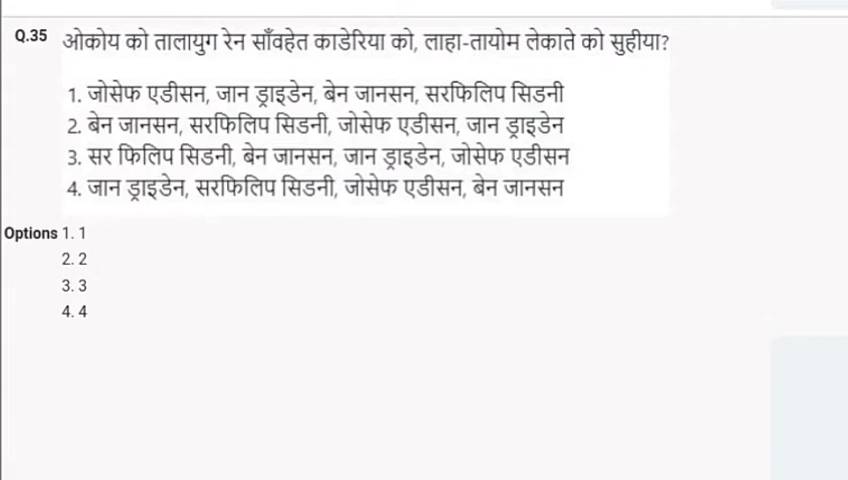 Q.35 ओकोय को तालायुग रेन साँवहेत काडेरिया को, लाहा-तायोम लेकाते को सुहीया?
1. जोसेफ एडीसन, जान ड्राइडेन, बेन जानसन, सरफिलिप सिडनी
2. बेन जानसन, सरफिलिप सिडनी, जोसेफ एडीसन, जान ड्राइडेन
3. सर फिलिप सिडनी, बेन जानसन, जान ड्राइडेन, जोसेफ एडीसन
4. जान ड्राइडेन, सरफिलिप सिडनी, जोसेफ एडीसन, बेन जानसन
Options 1. 1
2. 2
3. 3
4. 4